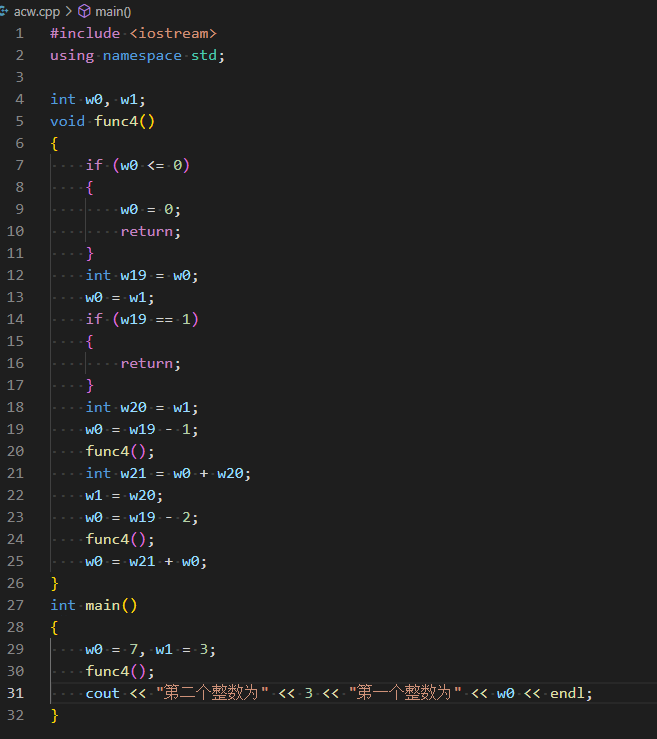 acw.cpp > main()
1 #include <iostream>
2 using namespace std;
3
4 int w0, w1;
5 void func4()
6 {
7     if (w0 <= 0)
8     {
9         w0 = 0;
10         return;
11     }
12     int w19 = w0;
13     w0 = w1;
14     if (w19 == 1)
15     {
16         return;
17     }
18     int w20 = w1;
19     w0 = w19 - 1;
20     func4();
21     int w21 = w0 + w20;
22     w1 = w20;
23     w0 = w19 - 2;
24     func4();
25     w0 = w21 + w0;
26 }
27 int main()
28 {
29     w0 = 7, w1 = 3;
30     func4();
31     cout << "第二个整数为" << 3 << "第一个整数为" << w0 << endl;
32 }